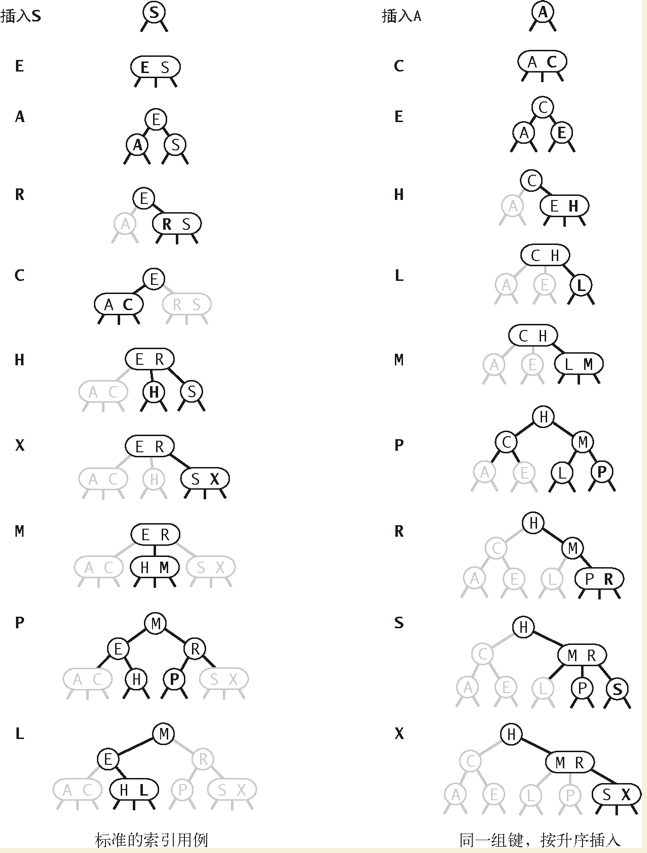 插入S
S
E
E S
A
E
A S
R
E
A R S
C
E
A C R S
H
E R
A C H S
X
E R
A C H S X
M
E R
A C H M S X
P
M
E R
A C H P S X
L
M
E R
A C H L P S X
标准的索引用例
插入A
A
C
A C
E
C
A E
H
C
A E H
L
C H
A E L
M
C H
A E L M
P
H
C M
A E L P
R
H
C M
A E L P R
S
H
C M R
A E L P S
X
H
C M R
A E L P S X
同一组键，按升序插入